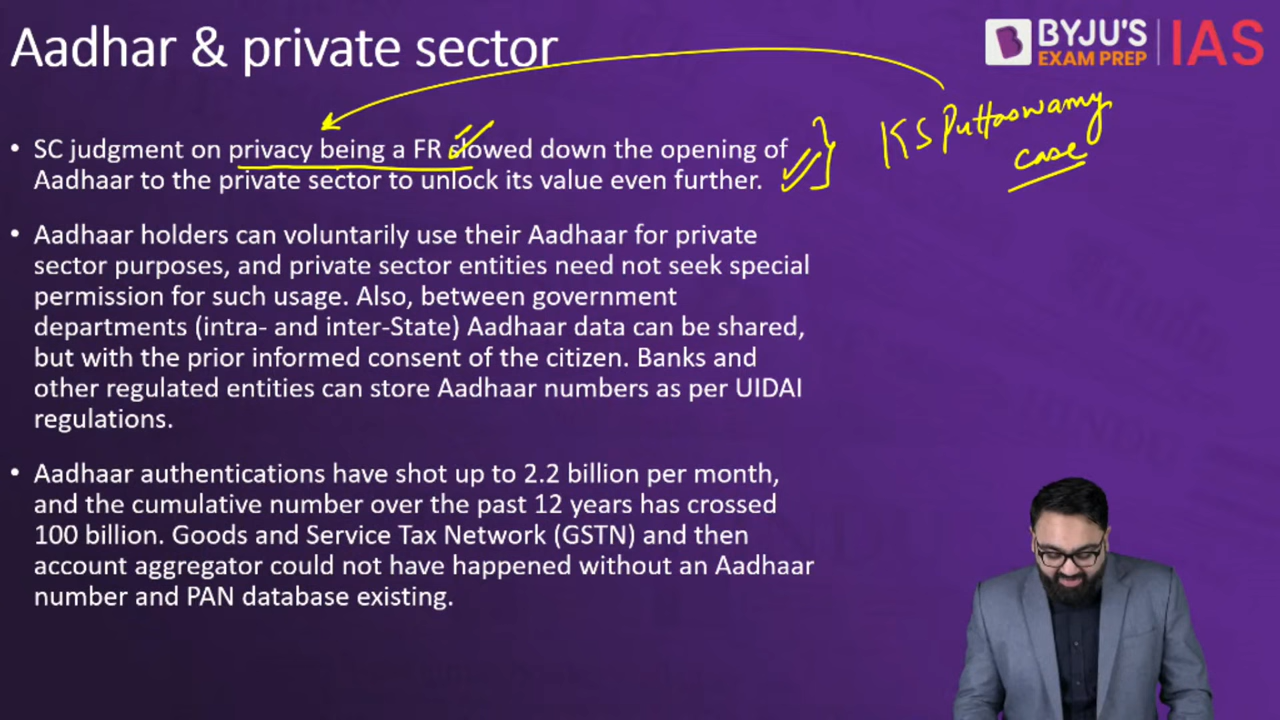 Aadhar & private sector
BYJU'S
EXAM PREP
IAS
KS Puttaswamy
case
• SC judgment on privacy being a FR slowed down the opening of
Aadhaar to the private sector to unlock its value even further.
• Aadhaar holders can voluntarily use their Aadhaar for private
sector purposes, and private sector entities need not seek special
permission for such usage. Also, between government
departments (intra- and inter-State) Aadhaar data can be shared,
but with the prior informed consent of the citizen. Banks and
other regulated entities can store Aadhaar numbers as per UIDAI
regulations.
• Aadhaar authentications have shot up to 2.2 billion per month,
and the cumulative number over the past 12 years has crossed
100 billion. Goods and Service Tax Network (GSTN) and then
account aggregator could not have happened without an Aadhaar
number and PAN database existing.